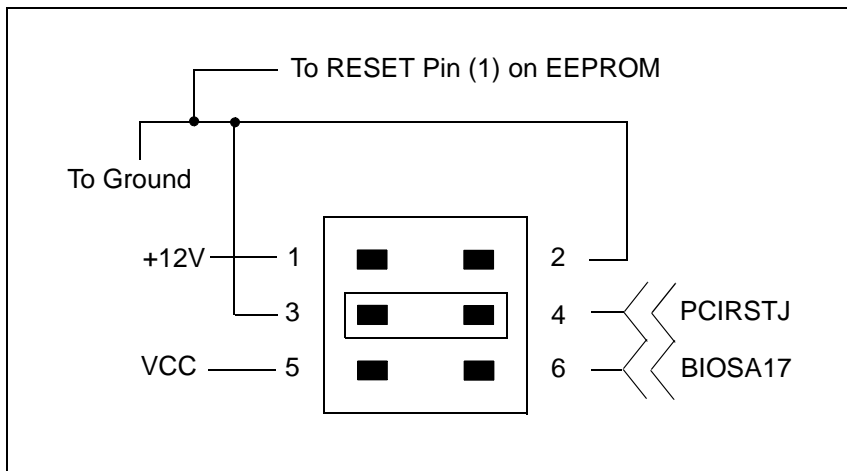 To RESET Pin (1) on EEPROM
To Ground
+12V 1 2
3 4 PCIRSTJ
VCC 5 6 BIOSA17